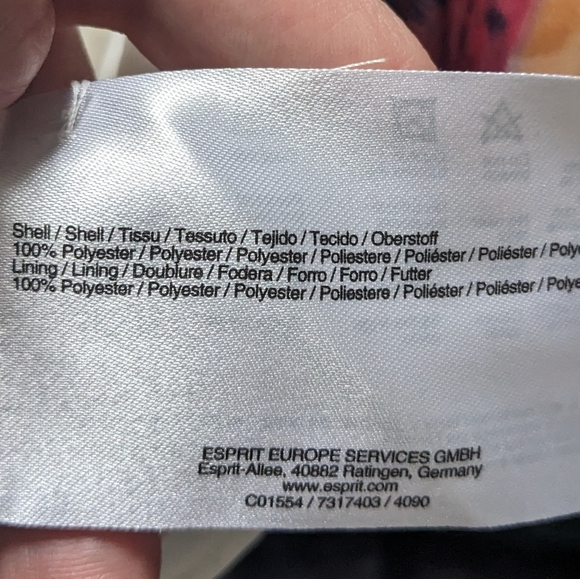 Shell / Shell / Tissu / Tessuto / Tejido / Tecido / Oberstoff
100% Polyester / Polyester / Polyester / Poliestere / Poliéster / Poliéster / Poly
Lining / Lining / Doublure / Fodera / Forro / Forro / Futter
100% Polyester / Polyester / Polyester / Poliestere / Poliéster / Poliéster / Polye
ESPRIT EUROPE SERVICES GMBH
Esprit-Allee, 40882 Ratingen, Germany
www.esprit.com
C01554 / 7317403 / 4090